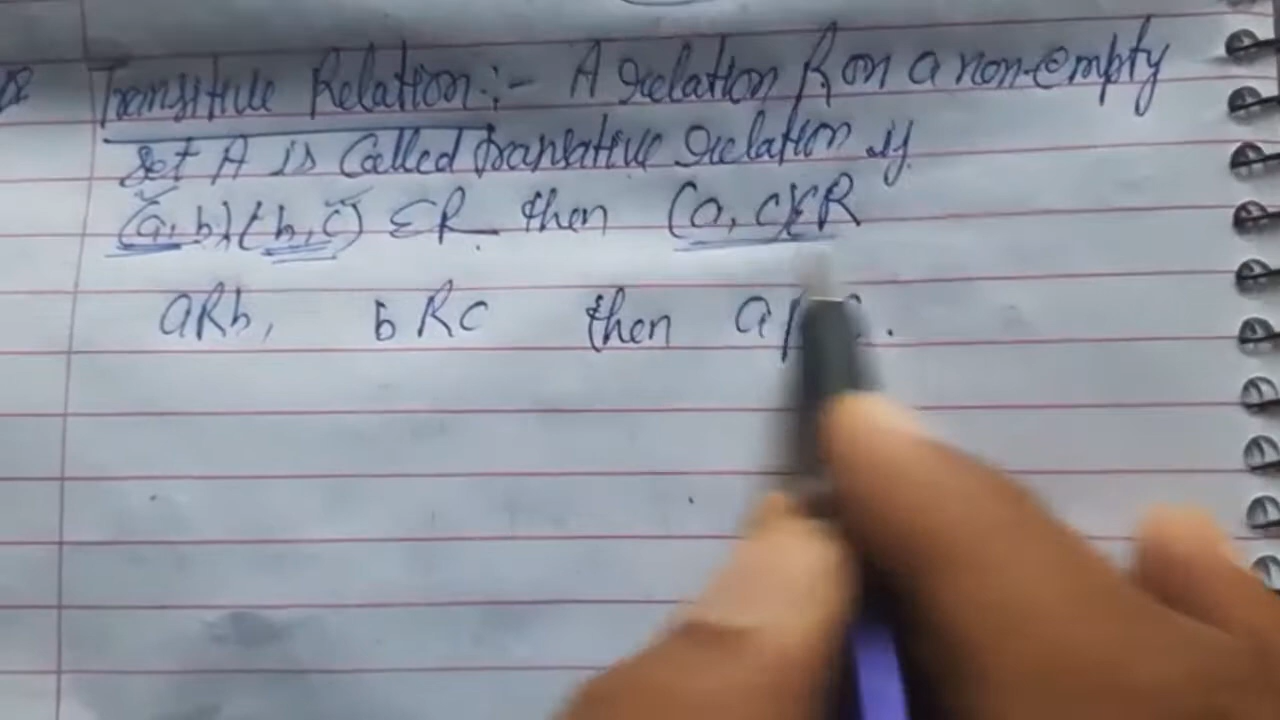 Transitive Relation :- A relation R on a non-empty
set A is Called transitive relation if
(a, b) (b, c) ∈ R then (a, c) ∈ R
aRb, bRc then a